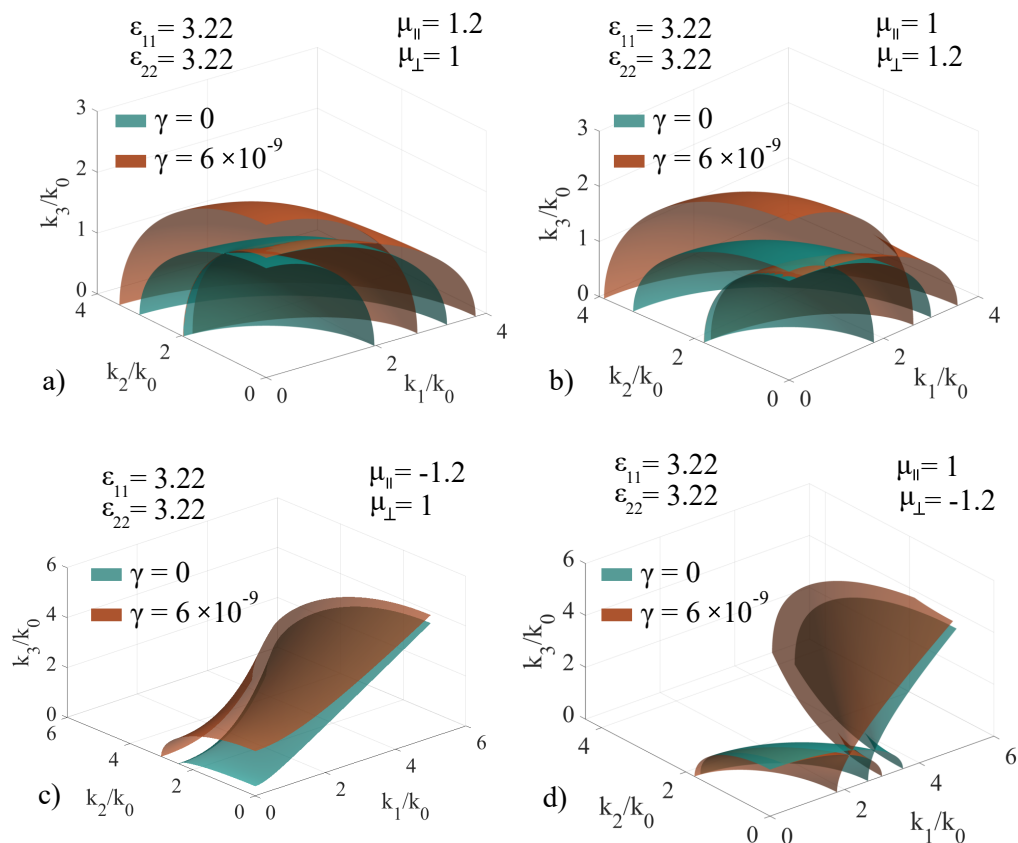 ε₁₁= 3.22
ε₂₂= 3.22
μ∥= 1.2
μ⊥= 1
γ = 0
γ = 6 ×10⁻⁹
k₃/k₀
3
2
1
0
4
2
0
k₂/k₀
0
2
4
k₁/k₀
a)
ε₁₁= 3.22
ε₂₂= 3.22
μ∥= 1
μ⊥= 1.2
γ = 0
γ = 6 ×10⁻⁹
k₃/k₀
3
2
1
0
4
2
0
k₂/k₀
0
2
4
k₁/k₀
b)
ε₁₁= 3.22
ε₂₂= 3.22
μ∥= -1.2
μ⊥= 1
γ = 0
γ = 6 ×10⁻⁹
k₃/k₀
6
4
2
0
6
4
2
0
k₂/k₀
0
2
4
6
k₁/k₀
c)
ε₁₁= 3.22
ε₂₂= 3.22
μ∥= 1
μ⊥= -1.2
γ = 0
γ = 6 ×10⁻⁹
k₃/k₀
6
4
2
0
4
2
0
k₂/k₀
0
2
4
6
k₁/k₀
d)